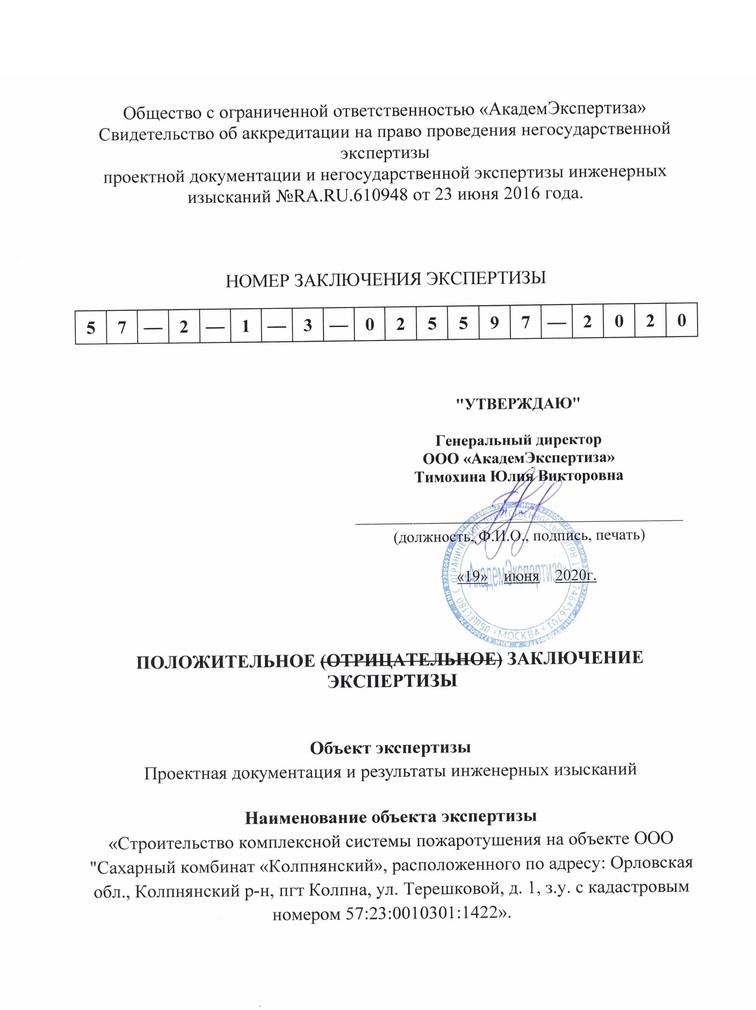 Общество с ограниченной ответственностью «АкадемЭкспертиза»
Свидетельство об аккредитации на право проведения негосударственной
экспертизы
проектной документации и негосударственной экспертизы инженерных
изысканий №RA.RU.610948 от 23 июня 2016 года.
НОМЕР ЗАКЛЮЧЕНИЯ ЭКСПЕРТИЗЫ
5 7 — 2 — 1 — 3 — 0 2 5 5 9 7 — 2 0 2 0
"УТВЕРЖДАЮ"
Генеральный директор
ООО «АкадемЭкспертиза»
Тимохина Юлия Викторовна
(должность, Ф.И.О., подпись, печать)
«АкадемЭкспертиза»
«19» июня 2020г.
МОСКВА
ПОЛОЖИТЕЛЬНОЕ (ОТРИЦАТЕЛЬНОЕ) ЗАКЛЮЧЕНИЕ
ЭКСПЕРТИЗЫ
Объект экспертизы
Проектная документация и результаты инженерных изысканий
Наименование объекта экспертизы
«Строительство комплексной системы пожаротушения на объекте ООО
"Сахарный комбинат «Колпнянский», расположенного по адресу: Орловская
обл., Колпнянский р-н, пгт Колпна, ул. Терешковой, д. 1, з.у. с кадастровым
номером 57:23:0010301:1422».